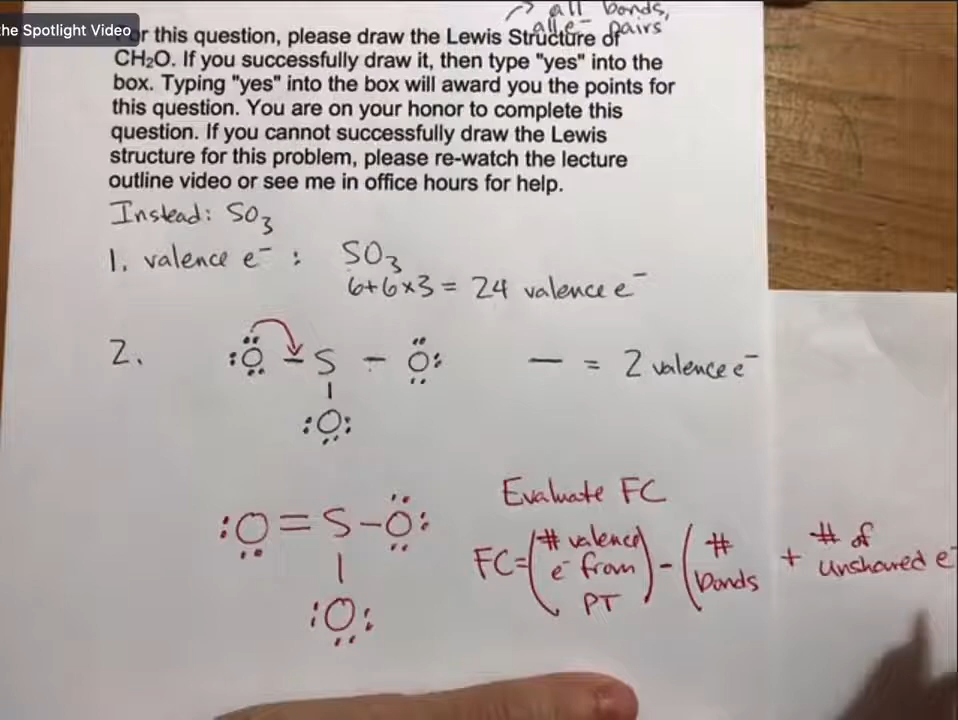 the Spotlight Video
→ all bonds,
all e⁻ pairs
or this question, please draw the Lewis Structure of
CH₂O. If you successfully draw it, then type "yes" into the
box. Typing "yes" into the box will award you the points for
this question. You are on your honor to complete this
question. If you cannot successfully draw the Lewis
structure for this problem, please re-watch the lecture
outline video or see me in office hours for help.
Instead: SO₃
1. valence e⁻ : SO₃
6+6×3 = 24 valence e⁻
2. :O – S – O: — = 2 valence e⁻
|
:O:
Evaluate FC
:O=S–O: FC=(# valence e⁻ from PT) – (# bonds + # of unshared e⁻
|
:O: